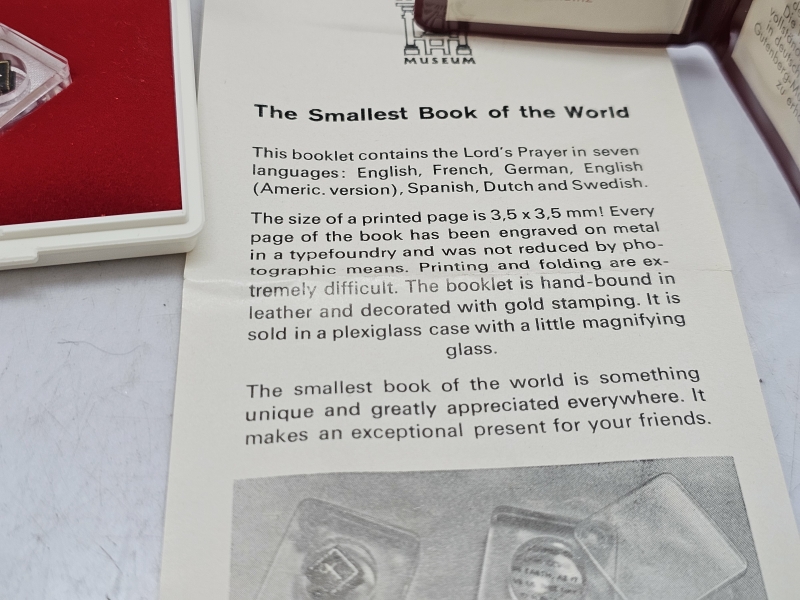 MUSEUM
The Smallest Book of the World
This booklet contains the Lord's Prayer in seven
languages: English, French, German, English
(Americ. version), Spanish, Dutch and Swedish.
The size of a printed page is 3,5 x 3,5 mm! Every
page of the book has been engraved on metal
in a typefoundry and was not reduced by pho-
tographic means. Printing and folding are ex-
tremely difficult. The booklet is hand-bound in
leather and decorated with gold stamping. It is
sold in a plexiglass case with a little magnifying
glass.
The smallest book of the world is something
unique and greatly appreciated everywhere. It
makes an exceptional present for your friends.